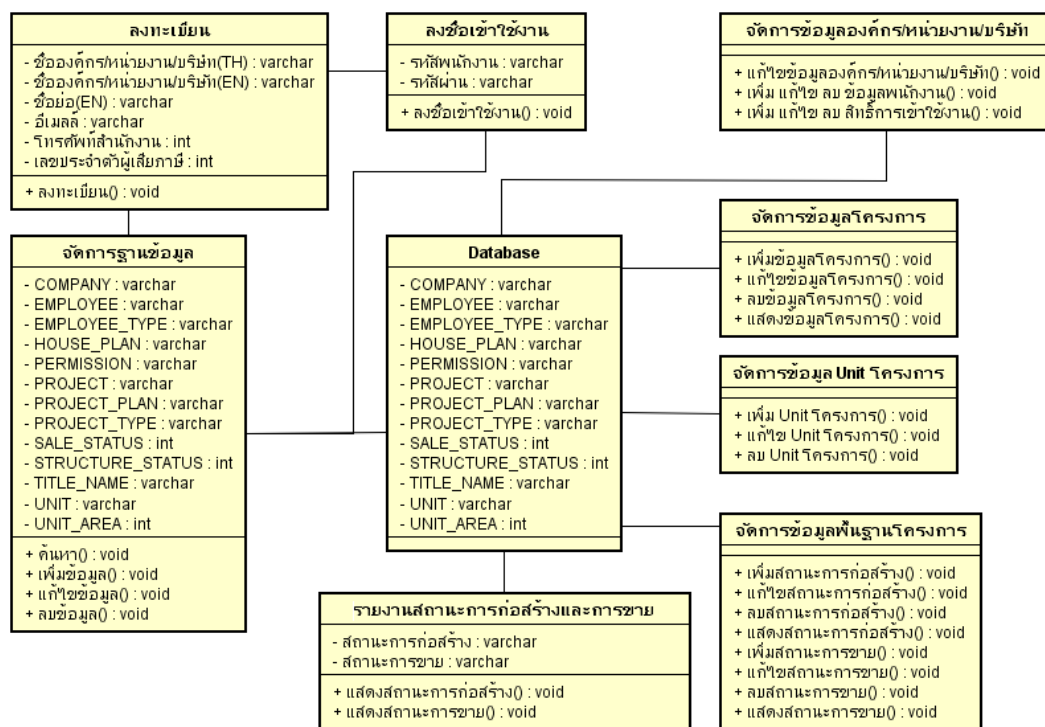 ลงทะเบียน
- ชื่อองค์กร/หน่วยงาน/บริษัท(TH) : varchar
- ชื่อองค์กร/หน่วยงาน/บริษัท(EN) : varchar
- ชื่อย่อ(EN) : varchar
- อีเมลล์ : varchar
- โทรศัพท์สำนักงาน : int
- เลขประจำตัวผู้เสียภาษี : int
+ ลงทะเบียน() : void
ลงชื่อเข้าใช้งาน
- รหัสพนักงาน : varchar
- รหัสผ่าน : varchar
+ ลงชื่อเข้าใช้งาน() : void
จัดการข้อมูลองค์กร/หน่วยงาน/บริษัท
+ แก้ไขข้อมูลองค์กร/หน่วยงาน/บริษัท() : void
+ เพิ่ม แก้ไข ลบ ข้อมูลพนักงาน() : void
+ เพิ่ม แก้ไข ลบ สิทธิ์การเข้าใช้งาน() : void
จัดการฐานข้อมูล
- COMPANY : varchar
- EMPLOYEE : varchar
- EMPLOYEE_TYPE : varchar
- HOUSE_PLAN : varchar
- PERMISSION : varchar
- PROJECT : varchar
- PROJECT_PLAN : varchar
- PROJECT_TYPE : varchar
- SALE_STATUS : int
- STRUCTURE_STATUS : int
- TITLE_NAME : varchar
- UNIT : varchar
- UNIT_AREA : int
+ ค้นหา() : void
+ เพิ่มข้อมูล() : void
+ แก้ไขข้อมูล() : void
+ ลบข้อมูล() : void
Database
- COMPANY : varchar
- EMPLOYEE : varchar
- EMPLOYEE_TYPE : varchar
- HOUSE_PLAN : varchar
- PERMISSION : varchar
- PROJECT : varchar
- PROJECT_PLAN : varchar
- PROJECT_TYPE : varchar
- SALE_STATUS : int
- STRUCTURE_STATUS : int
- TITLE_NAME : varchar
- UNIT : varchar
- UNIT_AREA : int
จัดการข้อมูลโครงการ
+ เพิ่มข้อมูลโครงการ() : void
+ แก้ไขข้อมูลโครงการ() : void
+ ลบข้อมูลโครงการ() : void
+ แสดงข้อมูลโครงการ() : void
จัดการข้อมูล Unit โครงการ
+ เพิ่ม Unit โครงการ() : void
+ แก้ไข Unit โครงการ() : void
+ ลบ Unit โครงการ() : void
จัดการข้อมูลพื้นฐานโครงการ
+ เพิ่มสถานะการก่อสร้าง() : void
+ แก้ไขสถานะการก่อสร้าง() : void
+ ลบสถานะการก่อสร้าง() : void
+ แสดงสถานะการก่อสร้าง() : void
+ เพิ่มสถานะการขาย() : void
+ แก้ไขสถานะการขาย() : void
+ ลบสถานะการขาย() : void
+ แสดงสถานะการขาย() : void
รายงานสถานะการก่อสร้างและการขาย
- สถานะการก่อสร้าง : varchar
- สถานะการขาย : varchar
+ แสดงสถานะการก่อสร้าง() : void
+ แสดงสถานะการขาย() : void